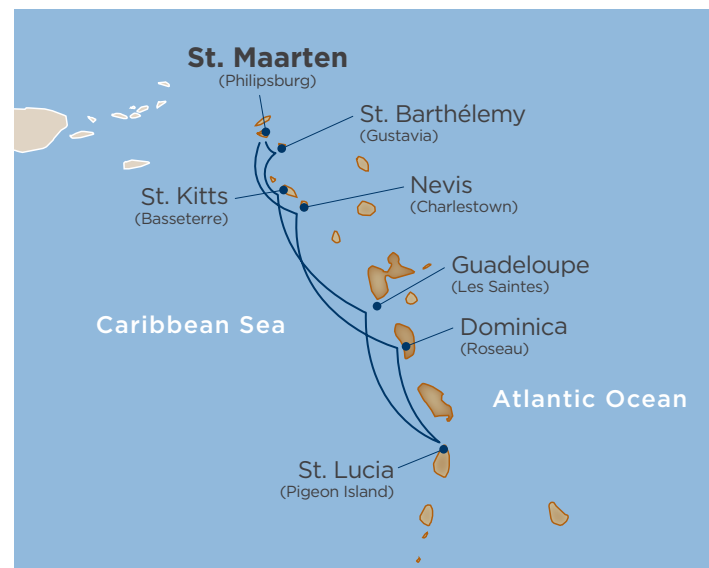 St. Maarten
(Philipsburg)
St. Barthélemy
(Gustavia)
St. Kitts
(Basseterre)
Nevis
(Charlestown)
Guadeloupe
(Les Saintes)
Caribbean Sea
Dominica
(Roseau)
Atlantic Ocean
St. Lucia
(Pigeon Island)